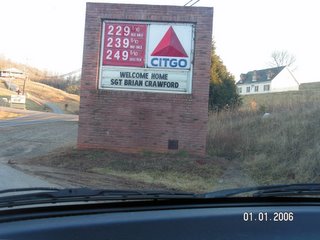 229
239
249
CITGO
WELCOME HOME
SGT BRIAN CRAWFORD
01.01.2006